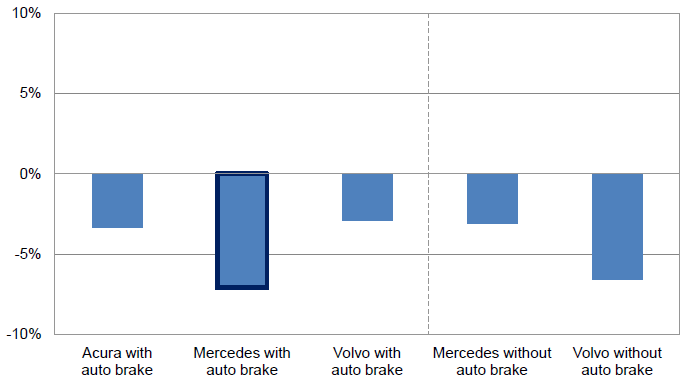 10%
5%
0%
-5%
-10%
Acura with
auto brake
Mercedes with
auto brake
Volvo with
auto brake
Mercedes without
auto brake
Volvo without
auto brake